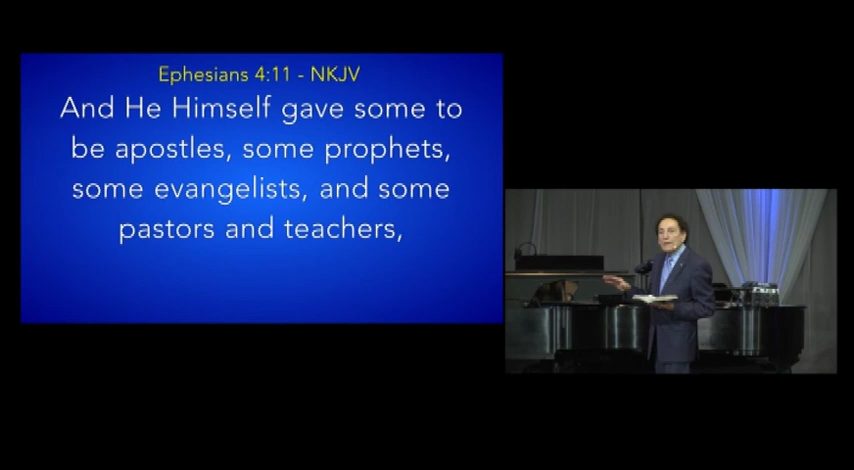 Ephesians 4:11 - NKJV
And He Himself gave some to
be apostles, some prophets,
some evangelists, and some
pastors and teachers,